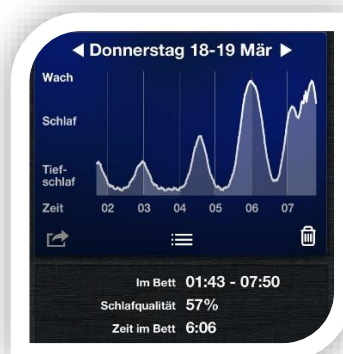 Donnerstag 18-19 Mär
Wach
Schlaf
Tief-
schlaf
Zeit 02 03 04 05 06 07
Im Bett 01:43 - 07:50
Schlafqualität 57%
Zeit im Bett 6:06